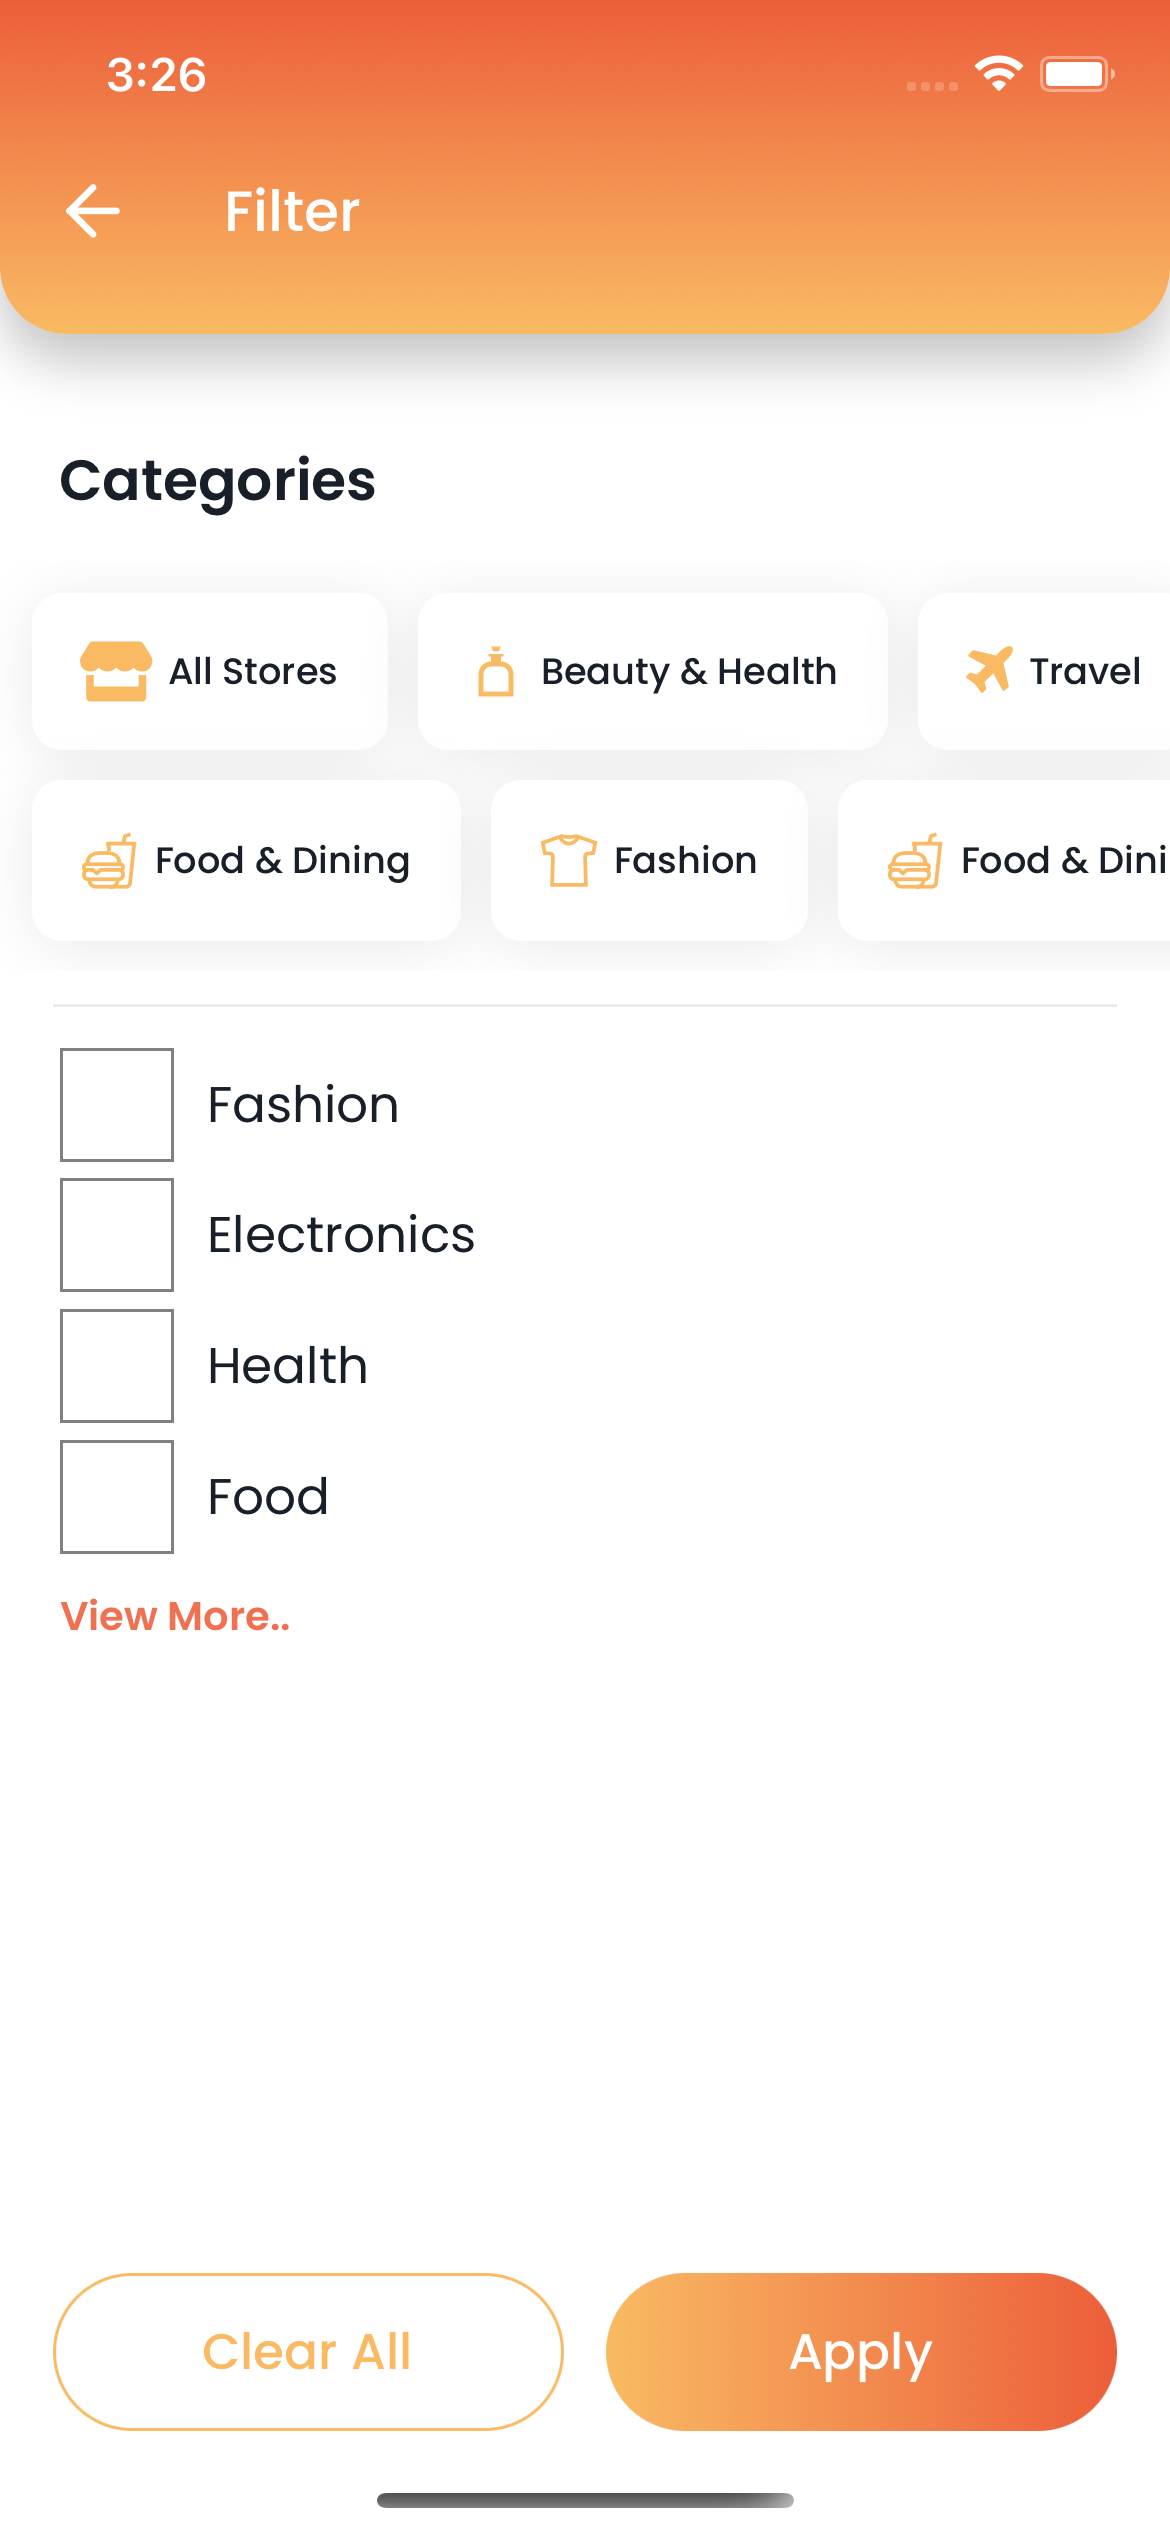 3:26
Filter
Categories
All Stores
Beauty & Health
Travel
Food & Dining
Fashion
Food & Dini
Fashion
Electronics
Health
Food
View More..
Clear All
Apply